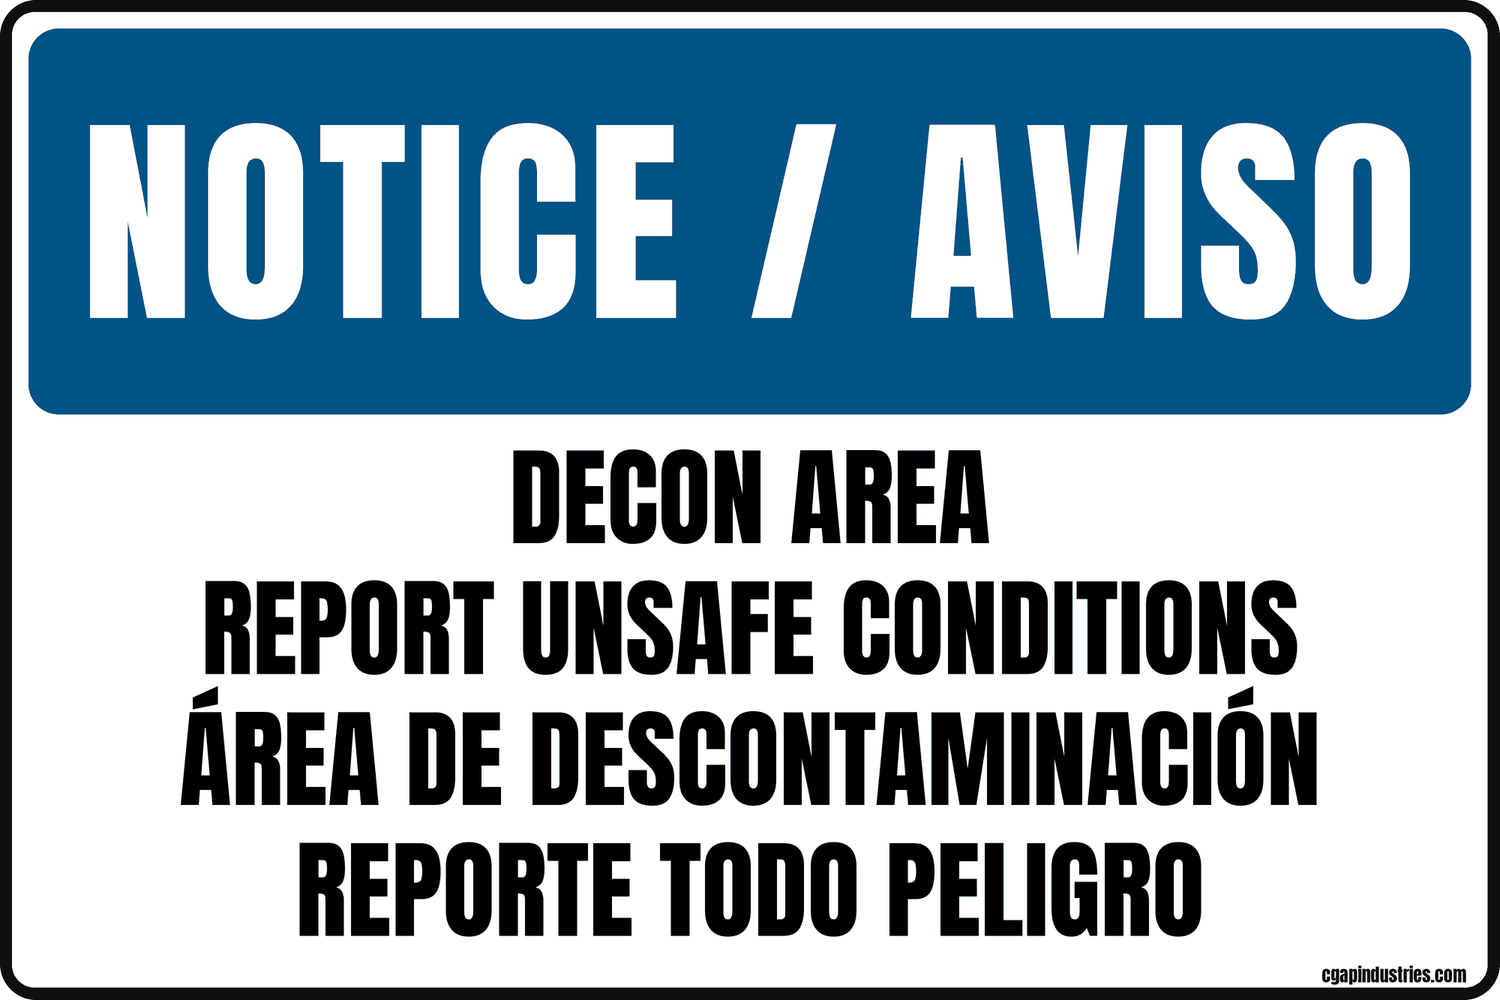 NOTICE / AVISO
DECON AREA
REPORT UNSAFE CONDITIONS
ÁREA DE DESCONTAMINACIÓN
REPORTE TODO PELIGRO
cgapindustries.com